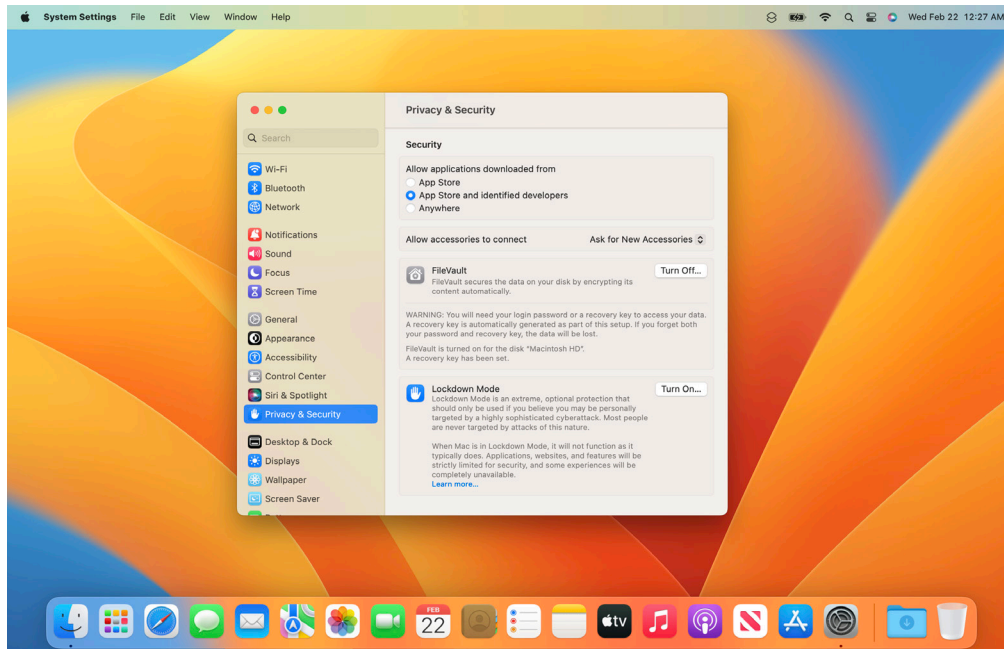 System Settings File Edit View Window Help Wed Feb 22 12:27 AM
Privacy & Security
Search
Wi-Fi
Bluetooth
Network
Notifications
Sound
Focus
Screen Time
General
Appearance
Accessibility
Control Center
Siri & Spotlight
Privacy & Security
Desktop & Dock
Displays
Wallpaper
Screen Saver
Security
Allow applications downloaded from
App Store
App Store and identified developers
Anywhere
Allow accessories to connect Ask for New Accessories
FileVault Turn Off...
FileVault secures the data on your disk by encrypting its
content automatically.
WARNING: You will need your login password or a recovery key to access your data.
A recovery key is automatically generated as part of this setup. If you forget both
your password and recovery key, the data will be lost.
FileVault is turned on for the disk "Macintosh HD".
A recovery key has been set.
Lockdown Mode Turn On...
Lockdown Mode is an extreme, optional protection that
should only be used if you believe you may be personally
targeted by a highly sophisticated cyberattack. Most people
are never targeted by attacks of this nature.
When Mac is in Lockdown Mode, it will not function as it
typically does. Applications, websites, and features will be
strictly limited for security, and some experiences will be
completely unavailable.
Learn more...
FEB
22
tv